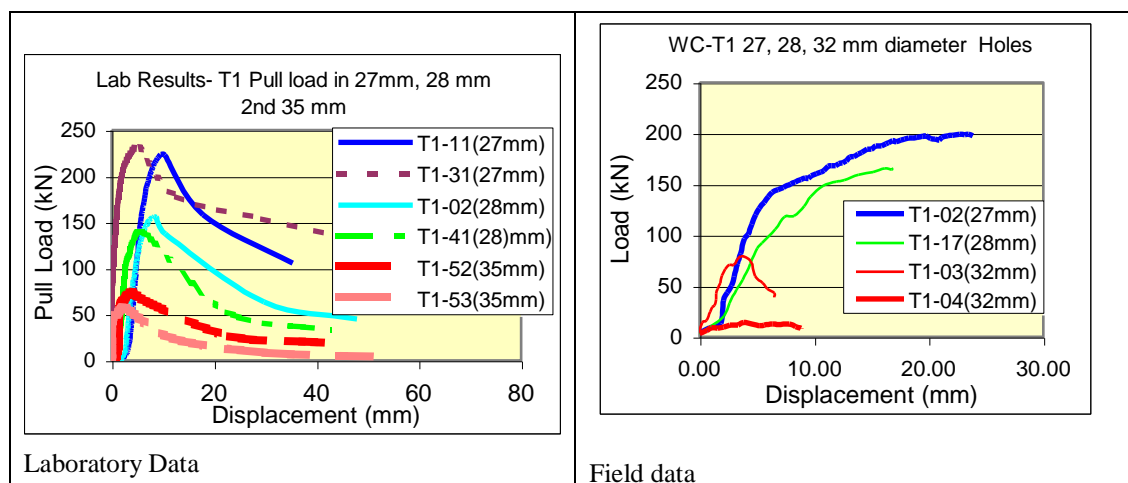 Lab Results- T1 Pull load in 27mm, 28 mm
2nd 35 mm
250
200
150
100
50
0
Pull Load (kN)
0 20 40 60 80
Displacement (mm)
T1-11(27mm)
T1-31(27mm)
T1-02(28mm)
T1-41(28)mm)
T1-52(35mm)
T1-53(35mm)
Laboratory Data
WC-T1 27, 28, 32 mm diameter Holes
250
200
150
100
50
0
Load (kN)
0.00 10.00 20.00 30.00
Displacement (mm)
T1-02(27mm)
T1-17(28mm)
T1-03(32mm)
T1-04(32mm)
Field data